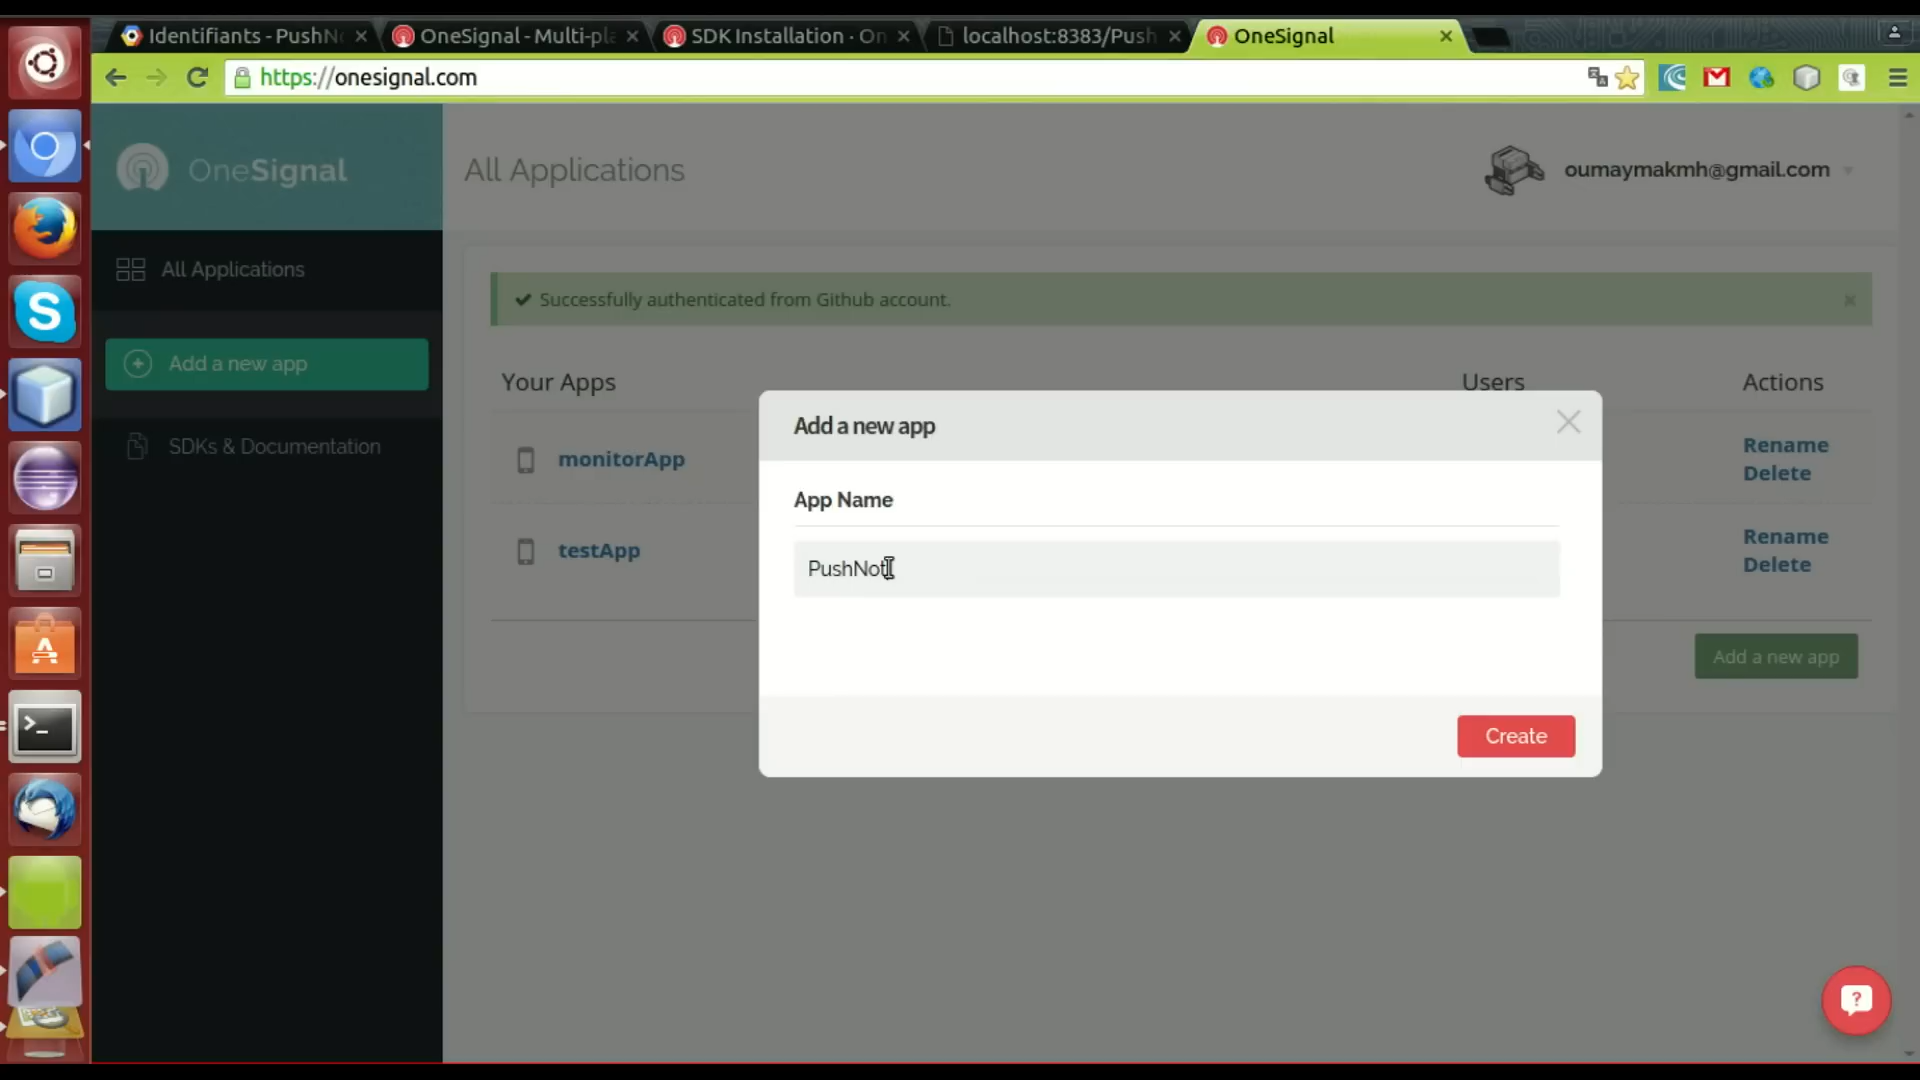 Identifiants - PushNo
OneSignal - Multi-pla
SDK Installation · On
localhost:8383/Push
OneSignal
https://onesignal.com
OneSignal
All Applications
oumaymakmh@gmail.com
All Applications
Add a new app
SDKs & Documentation
Successfully authenticated from Github account.
Your Apps
Users
Actions
monitorApp
Rename
Delete
testApp
Rename
Delete
Add a new app
Add a new app
App Name
PushNot
Create